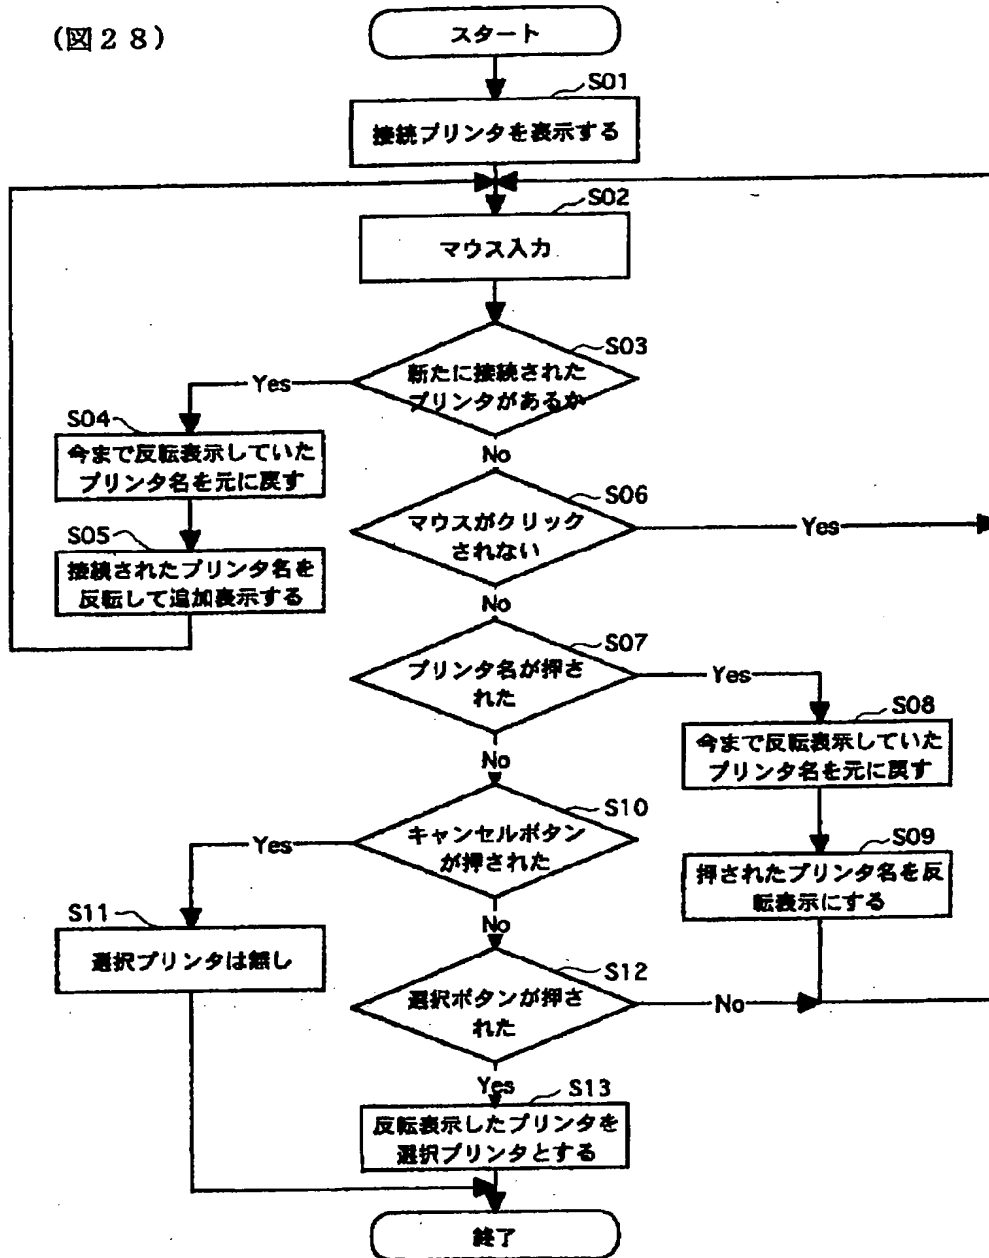 (図28)
スタート
S01
接続プリンタを表示する
S02
マウス入力
S03
新たに接続された
プリンタがあるか
Yes
No
S04
今まで反転表示していた
プリンタ名を元に戻す
S05
接続されたプリンタ名を
反転して追加表示する
S06
マウスがクリック
されない
Yes
No
S07
プリンタ名が押さ
れた
Yes
No
S08
今まで反転表示していた
プリンタ名を元に戻す
S09
押されたプリンタ名を反
転表示にする
S10
キャンセルボタン
が押された
Yes
No
S11
選択プリンタは無し
S12
選択ボタンが押さ
れた
No
Yes
S13
反転表示したプリンタを
選択プリンタとする
終了